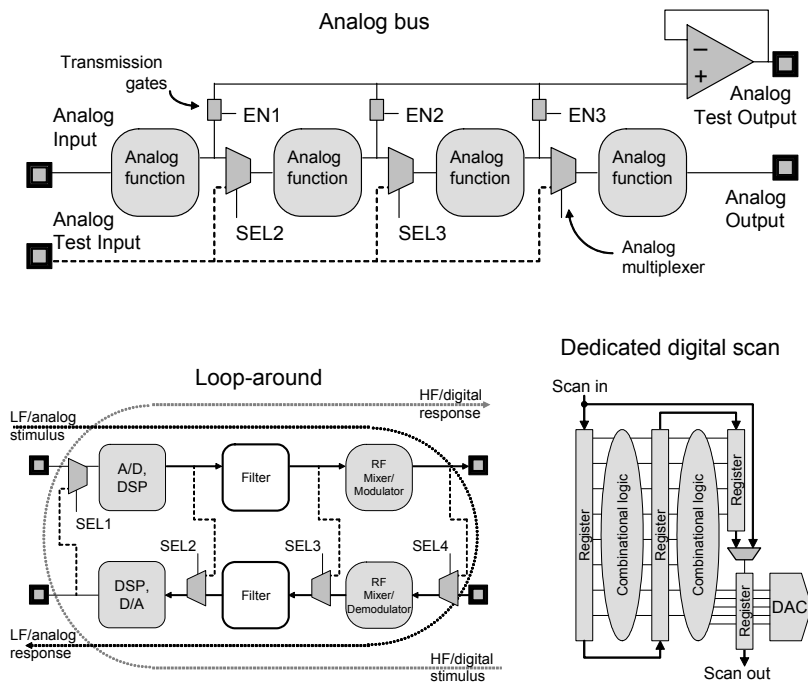 Analog bus
Transmission
gates
Analog
Input
EN1
EN2
EN3
−
+
Analog
Test Output
Analog
function
Analog
function
Analog
function
Analog
function
Analog
Test Input
SEL2
SEL3
Analog
multiplexer
Analog
Output
Loop-around
HF/digital
response
LF/analog
stimulus
A/D,
DSP
Filter
RF
Mixer/
Modulator
SEL1
SEL2
SEL3
SEL4
DSP,
D/A
Filter
RF
Mixer/
Demodulator
LF/analog
response
HF/digital
stimulus
Dedicated digital scan
Scan in
Register
Combinational logic
Register
Combinational logic
Register
Register
DAC
Scan out